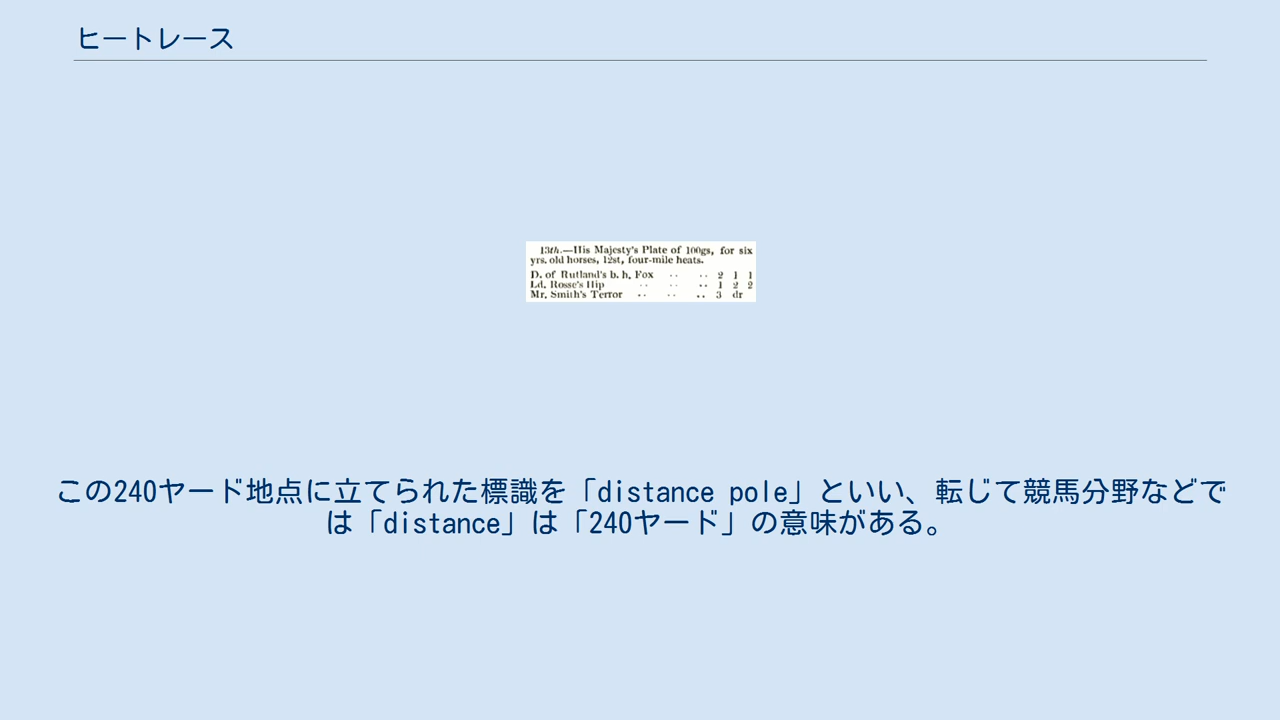 ヒートレース
13th.—His Majesty's Plate of 100gs, for six
yrs. old horses, 12st, four-mile heats.
D. of Rutland's b. h. Fox .. .. 2 1 1
Ld. Rosse's Hip .. .. .. 1 2 2
Mr. Smith's Terror .. .. .. 3 dr
この240ヤード地点に立てられた標識を「distance pole」といい、転じて競馬分野などで
は「distance」は「240ヤード」の意味がある。